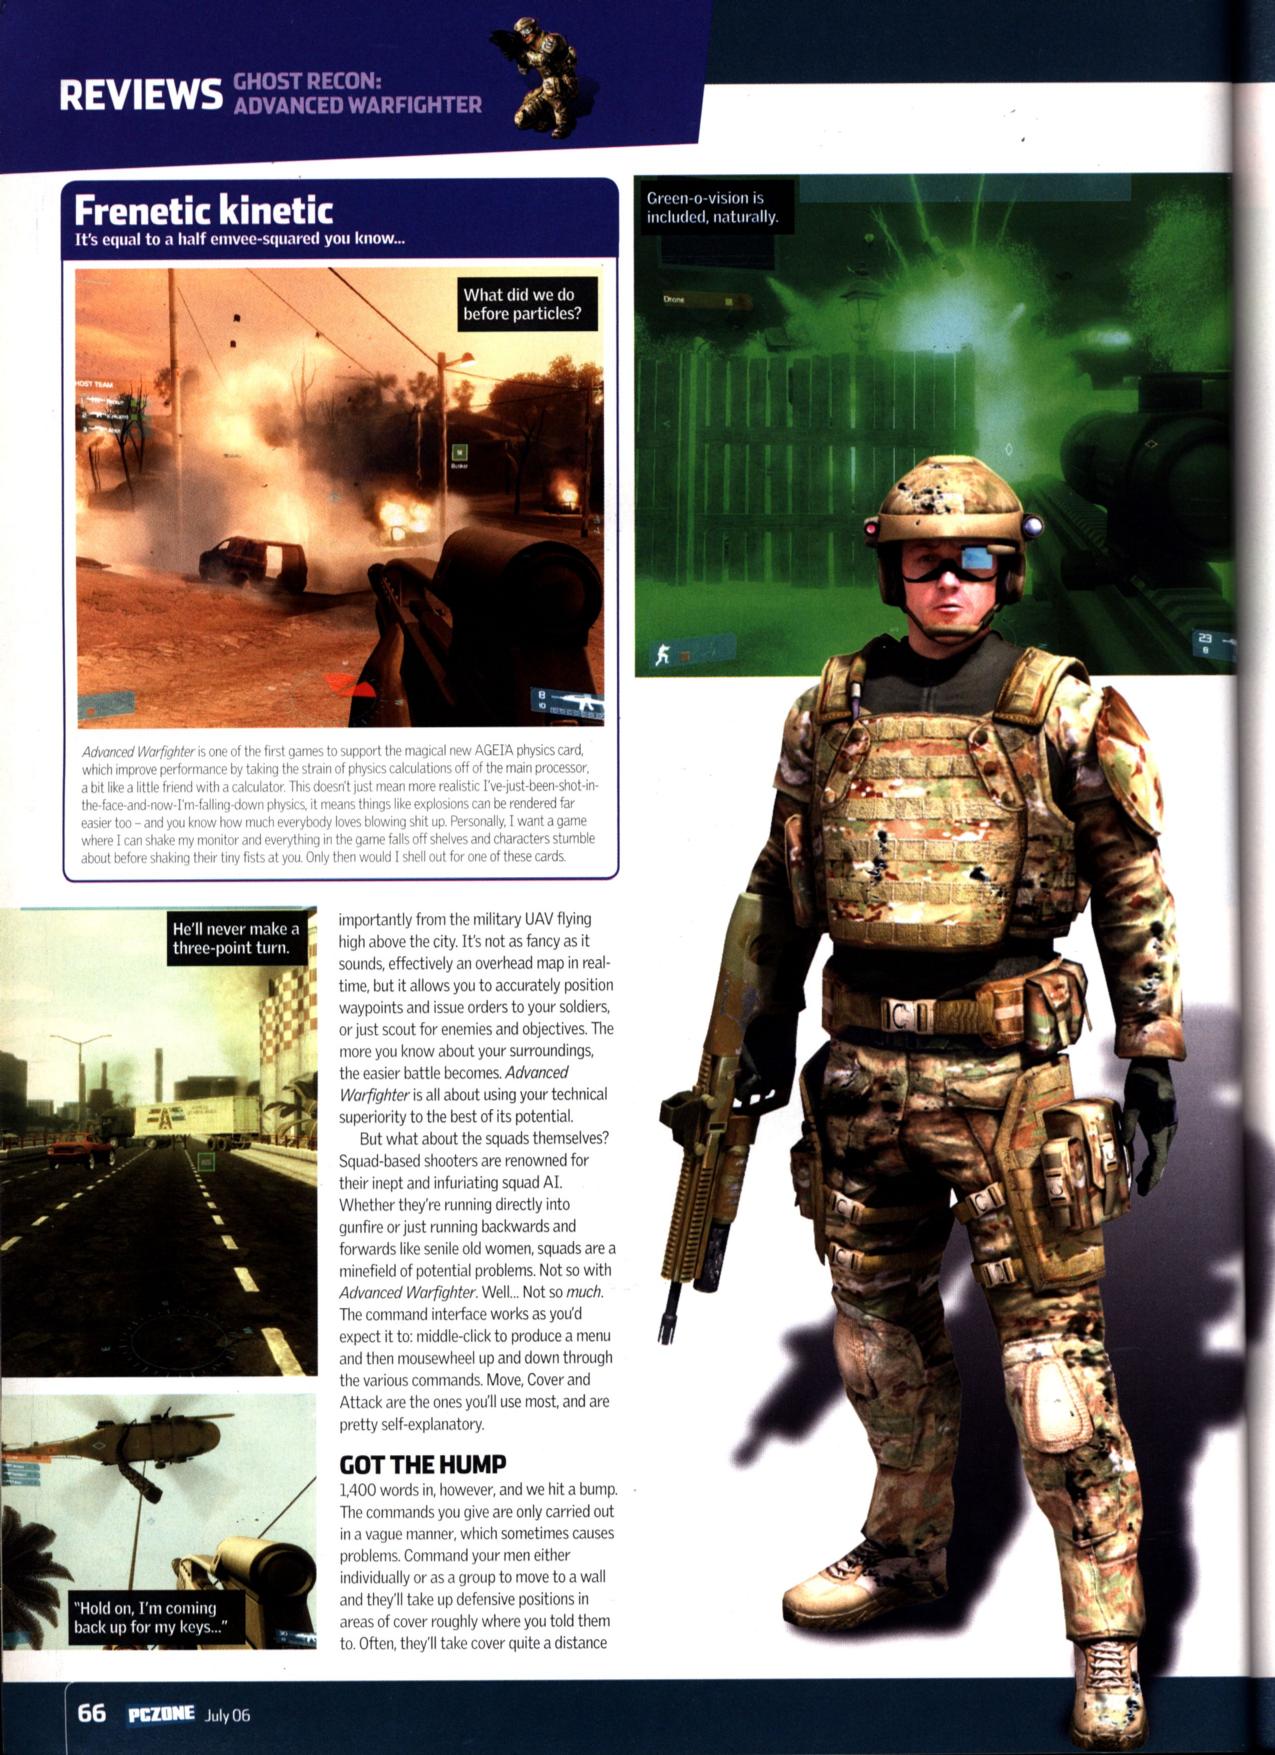 REVIEWS
GHOST RECON:
ADVANCED WARFIGHTER
Frenetic kinetic
It's equal to a half emvee-squared you know...
What did we do
before particles?
HOST TEAM
Bunker
8
10
Advanced Warfighter is one of the first games to support the magical new AGEIA physics card,
which improve performance by taking the strain of physics calculations off of the main processor,
a bit like a little friend with a calculator. This doesn't just mean more realistic I've-just-been-shot-in-
the-face-and-now-I'm-falling-down physics, it means things like explosions can be rendered far
easier too – and you know how much everybody loves blowing shit up. Personally, I want a game
where I can shake my monitor and everything in the game falls off shelves and characters stumble
about before shaking their tiny fists at you. Only then would I shell out for one of these cards.
Green-o-vision is
included, naturally.
Drone
23
8
He'll never make a
three-point turn.
"Hold on, I'm coming
back up for my keys..."
importantly from the military UAV flying
high above the city. It's not as fancy as it
sounds, effectively an overhead map in real-
time, but it allows you to accurately position
waypoints and issue orders to your soldiers,
or just scout for enemies and objectives. The
more you know about your surroundings,
the easier battle becomes. Advanced
Warfighter is all about using your technical
superiority to the best of its potential.
But what about the squads themselves?
Squad-based shooters are renowned for
their inept and infuriating squad AI.
Whether they're running directly into
gunfire or just running backwards and
forwards like senile old women, squads are a
minefield of potential problems. Not so with
Advanced Warfighter. Well... Not so much.
The command interface works as you'd
expect it to: middle-click to produce a menu
and then mousewheel up and down through
the various commands. Move, Cover and
Attack are the ones you'll use most, and are
pretty self-explanatory.
GOT THE HUMP
1,400 words in, however, and we hit a bump.
The commands you give are only carried out
in a vague manner, which sometimes causes
problems. Command your men either
individually or as a group to move to a wall
and they'll take up defensive positions in
areas of cover roughly where you told them
to. Often, they'll take cover quite a distance
66 PCZONE July 06